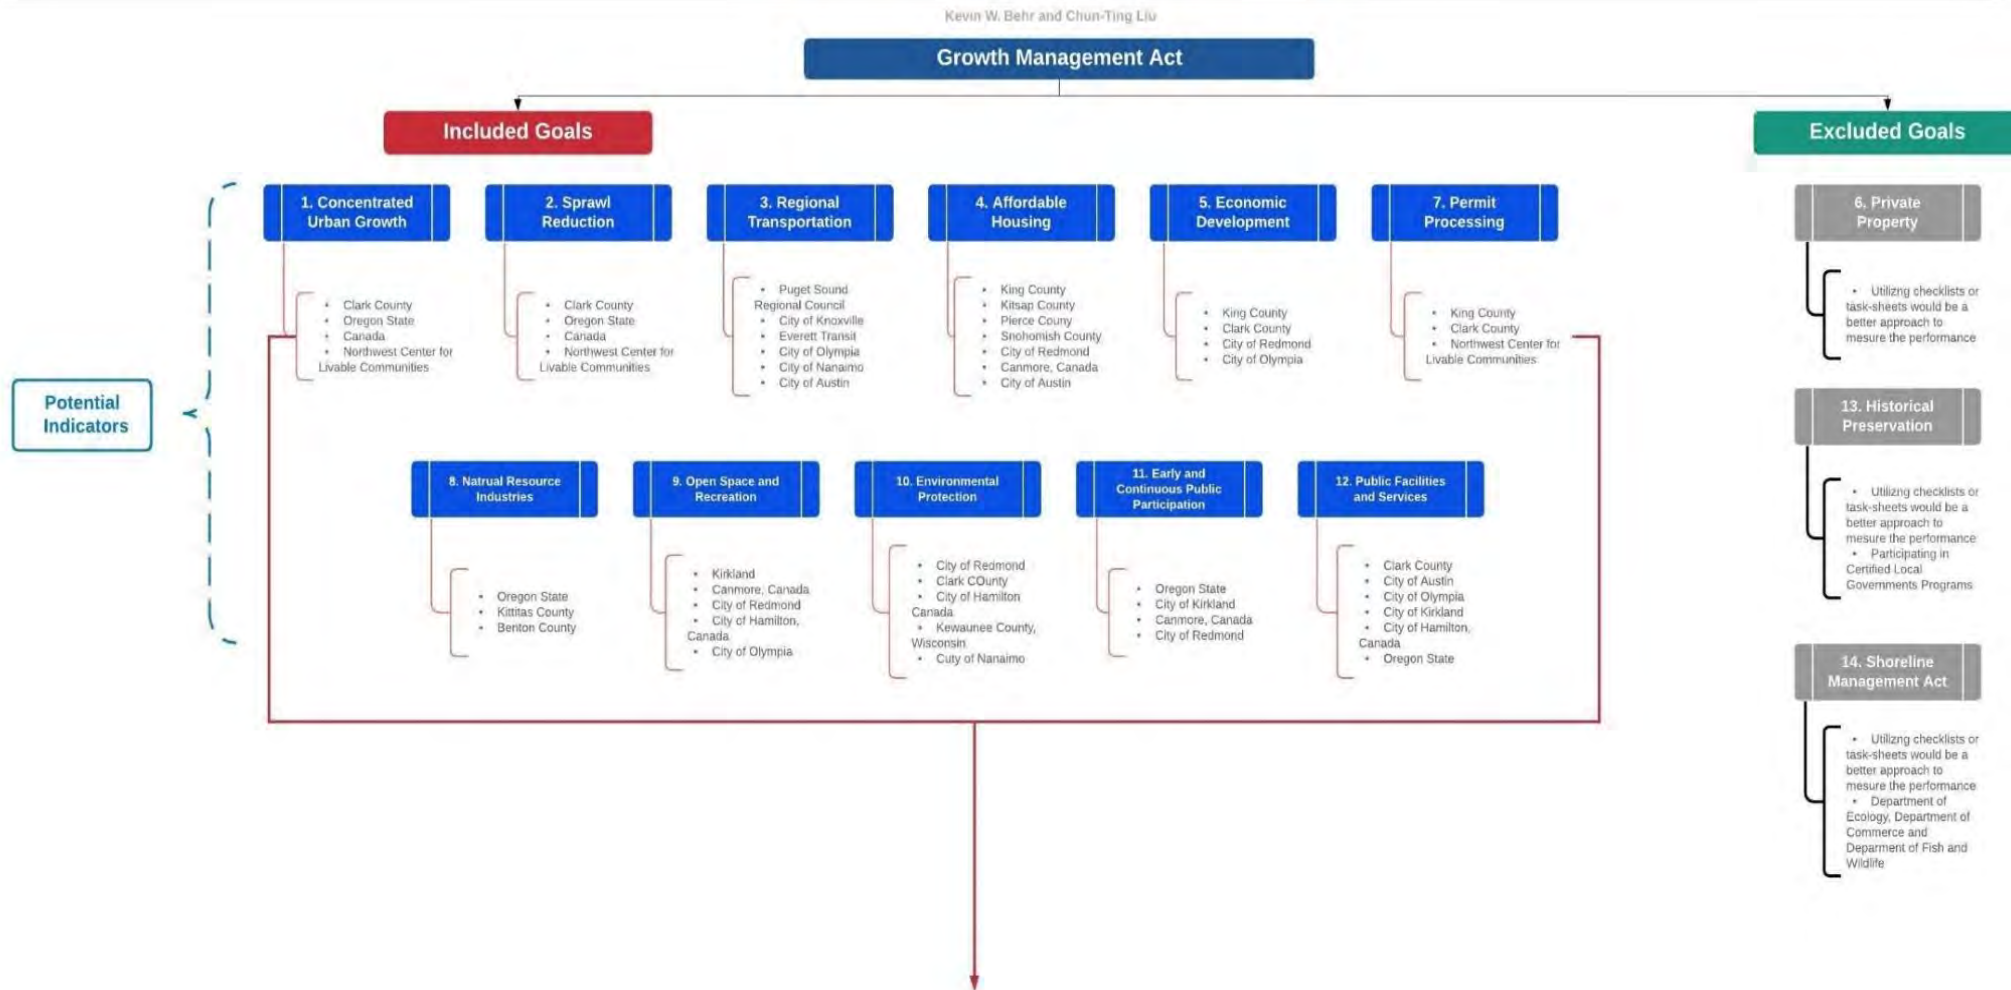 Kevin W. Behr and Chun-Ting Liu
Growth Management Act
Included Goals
Excluded Goals
Potential
Indicators
1. Concentrated
Urban Growth
• Clark County
• Oregon State
• Canada
• Northwest Center for
Livable Communities
2. Sprawl
Reduction
• Clark County
• Oregon State
• Canada
• Northwest Center for
Livable Communities
3. Regional
Transportation
• Puget Sound
Regional Council
• City of Knoxville
• Everett Transit
• City of Olympia
• City of Nanaimo
• City of Austin
4. Affordable
Housing
• King County
• Kitsap County
• Pierce Couny
• Snohomish County
• City of Redmond
• Canmore, Canada
• City of Austin
5. Economic
Development
• King County
• Clark County
• City of Redmond
• City of Olympia
7. Permit
Processing
• King County
• Clark County
• Northwest Center for
Livable Communities
8. Natrual Resource
Industries
• Oregon State
• Kittitas County
• Benton County
9. Open Space and
Recreation
• Kirkland
• Canmore, Canada
• City of Redmond
• City of Hamilton,
Canada
• City of Olympia
10. Environmental
Protection
• City of Redmond
• Clark COunty
• City of Hamilton
Canada
• Kewaunee County,
Wisconsin
• Cuty of Nanaimo
11. Early and
Continuous Public
Participation
• Oregon State
• City of Kirkland
• Canmore, Canada
• City of Redmond
12. Public Facilities
and Services
• Clark County
• City of Austin
• City of Olympia
• City of Kirkland
• City of Hamilton,
Canada
• Oregon State
6. Private
Property
• Utilizng checklists or
task-sheets would be a
better approach to
mesure the performance
13. Historical
Preservation
• Utilizng checklists or
task-sheets would be a
better approach to
mesure the performance
• Participating in
Certified Local
Governments Programs
14. Shoreline
Management Act
• Utilizng checklists or
task-sheets would be a
better approach to
mesure the performance
• Department of
Ecology, Department of
Commerce and
Deparment of Fish and
Wildlife